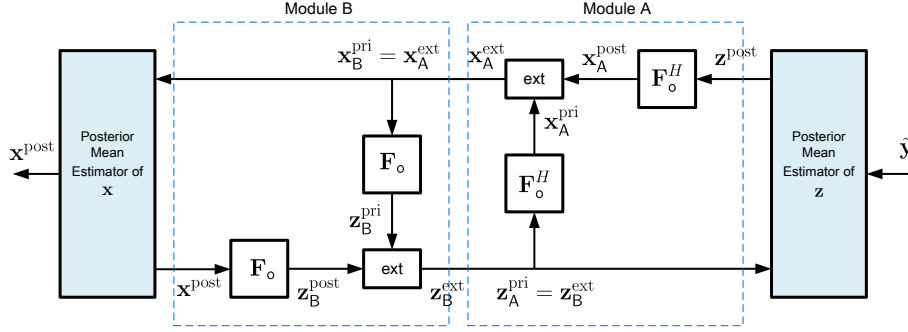 Module B
Module A
x_B^pri = x_A^ext
x_A^ext
x_A^post
z^post
ext
F_o^H
x_A^pri
Posterior
Mean
Estimator of
x
x^post
F_o
F_o^H
Posterior
Mean
Estimator of
z
ỹ
z_B^pri
F_o
ext
x^post
z_B^post
z_B^ext
z_A^pri = z_B^ext